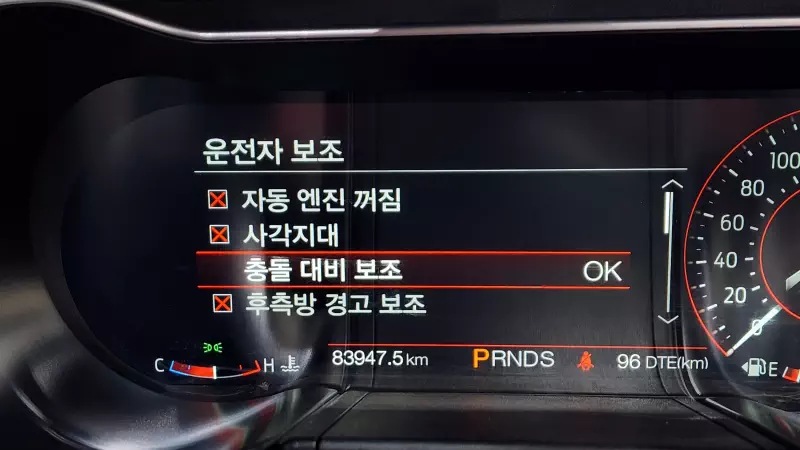 운전자 보조
자동 엔진 꺼짐
사각지대
충돌 대비 보조 OK
후측방 경고 보조
C H
83947.5 km PRNDS 96 DTE(km)
100
80
60
40
20
0
E